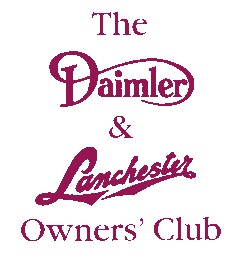 The
Daimler
&
Lanchester
Owners’ Club